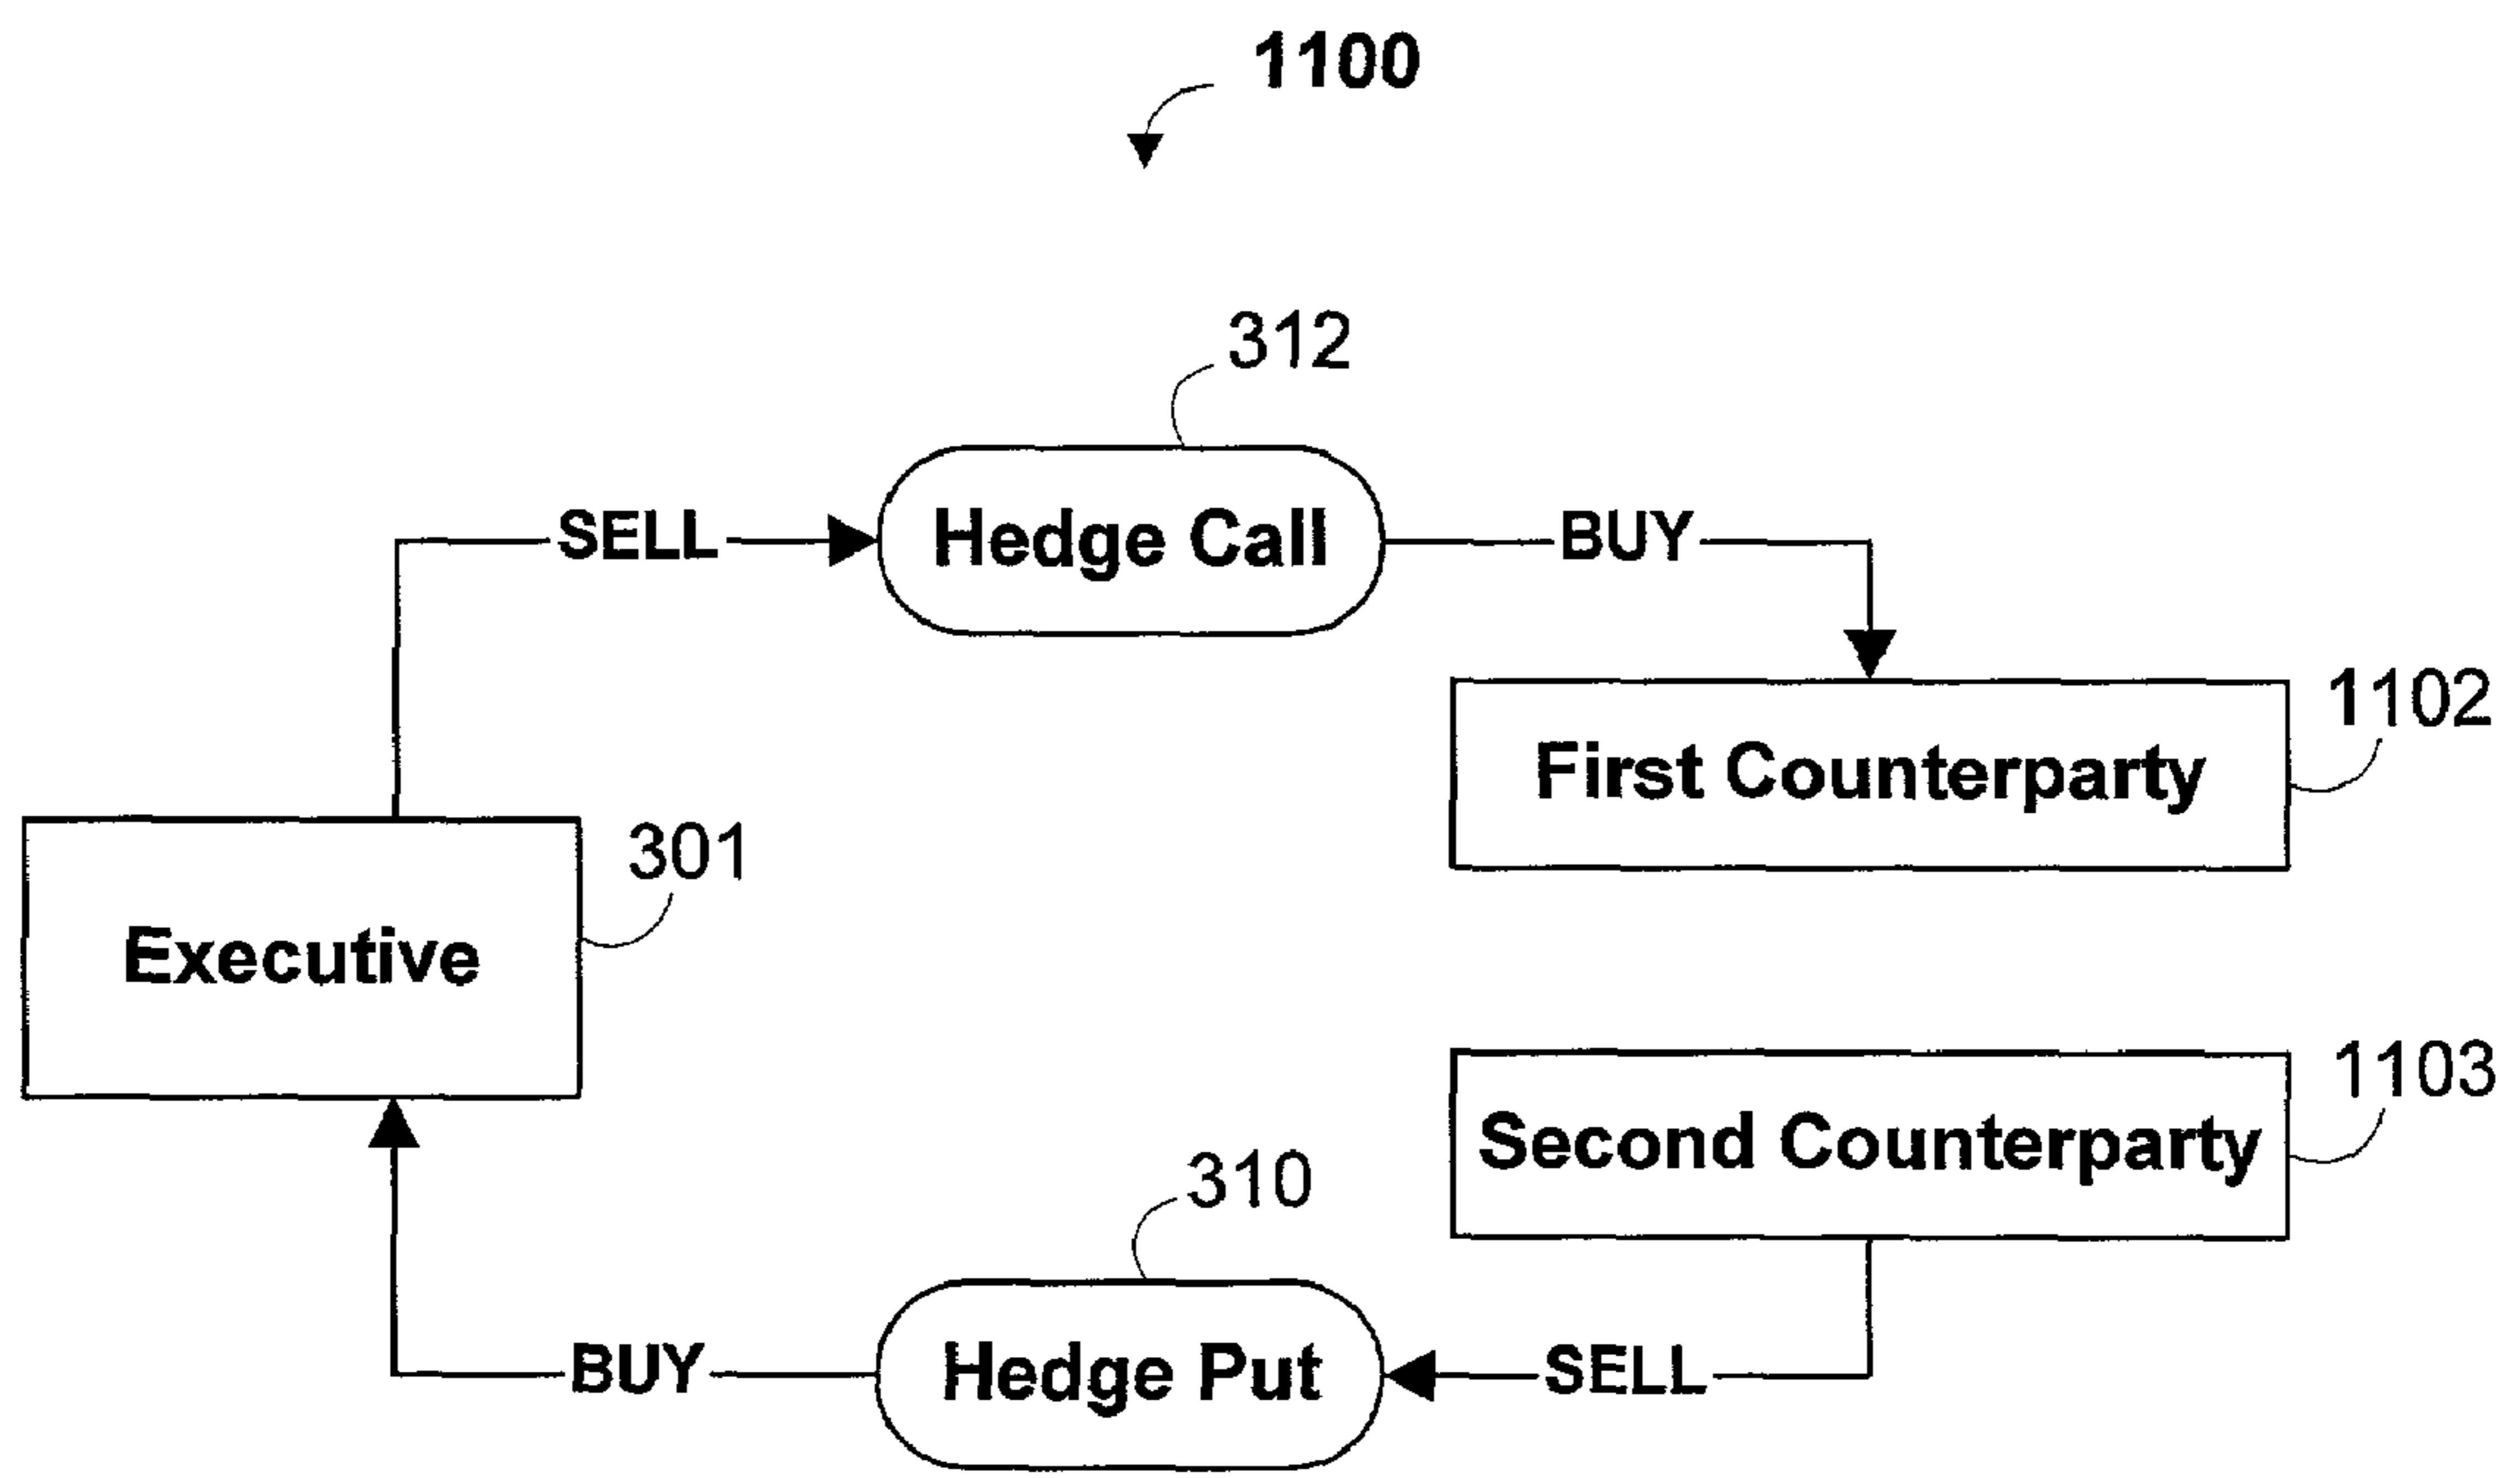 1100
312
SELL
Hedge Call
BUY
1102
First Counterparty
301
Executive
1103
Second Counterparty
310
BUY
Hedge Put
SELL